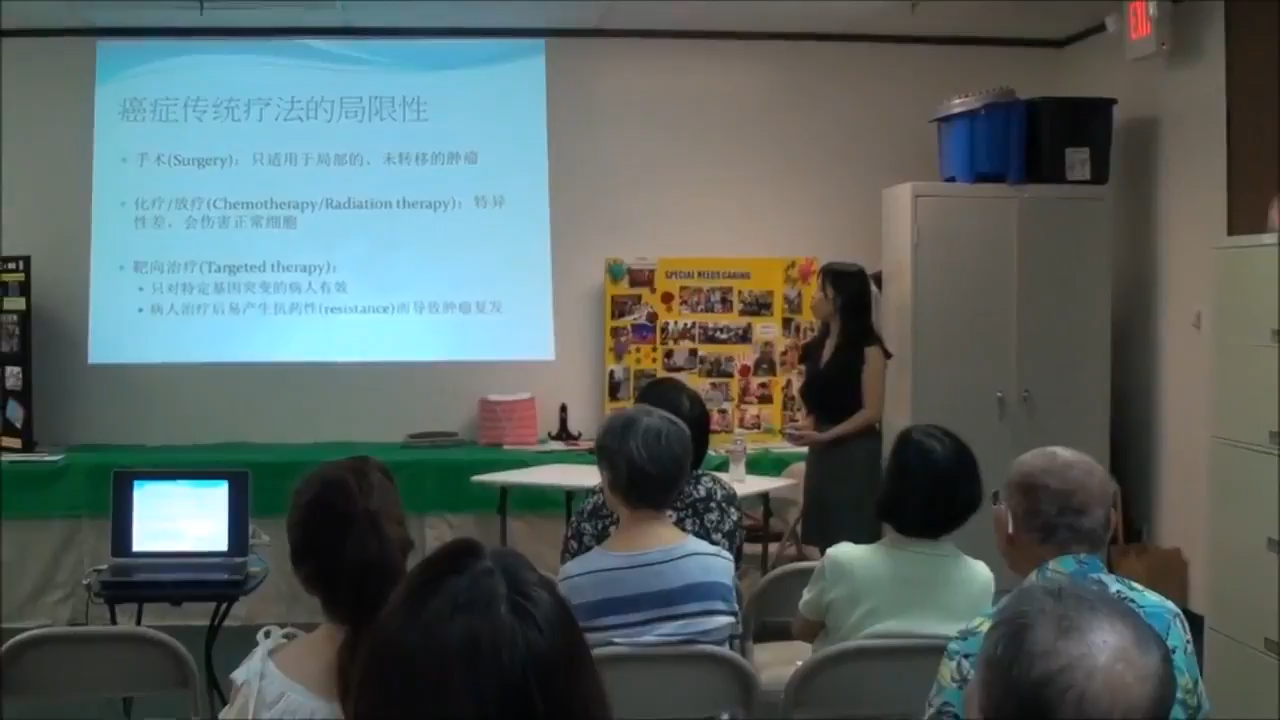 癌症传统疗法的局限性
• 手术(Surgery)：只适用于局部的、未转移的肿瘤
• 化疗/放疗(Chemotherapy/Radiation therapy)：特异
性差，会伤害正常细胞
• 靶向治疗(Targeted therapy)：
• 只对特定基因突变的病人有效
• 病人治疗后易产生抗药性(resistance)而导致肿瘤复发
SPECIAL NEEDS CARING
EXIT